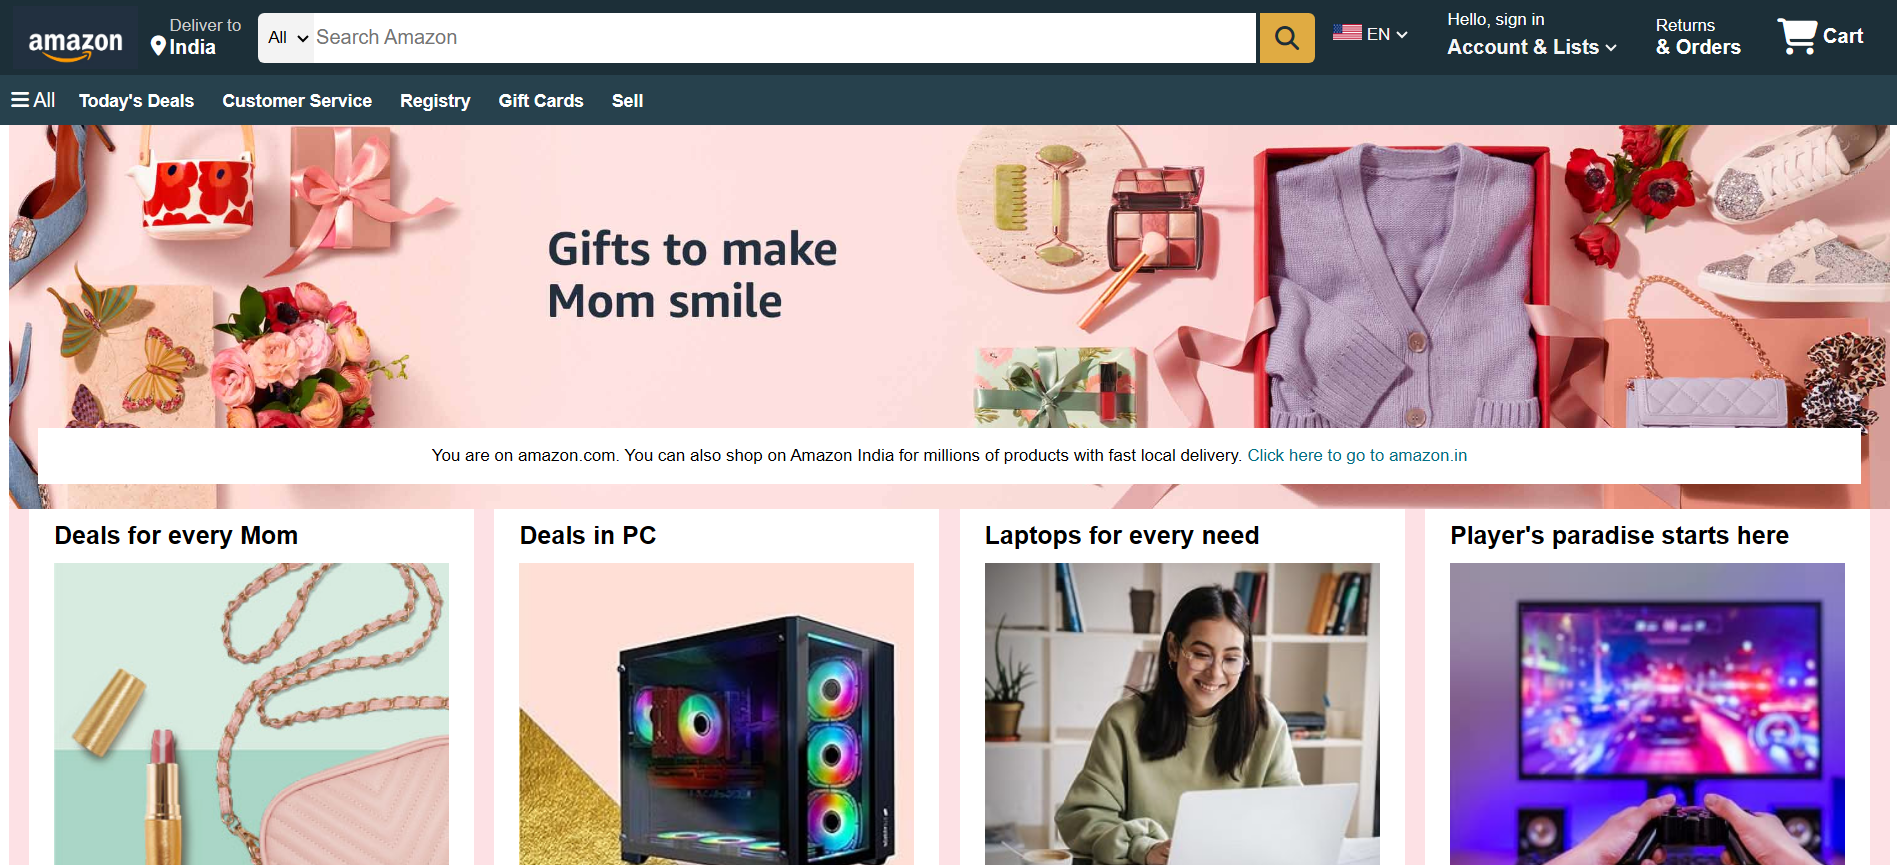 amazon
Deliver to
India
All
Search Amazon
EN
Hello, sign in
Account & Lists
Returns
& Orders
Cart
All
Today's Deals
Customer Service
Registry
Gift Cards
Sell
Gifts to make
Mom smile
You are on amazon.com. You can also shop on Amazon India for millions of products with fast local delivery. Click here to go to amazon.in
Deals for every Mom
Deals in PC
Laptops for every need
Player's paradise starts here